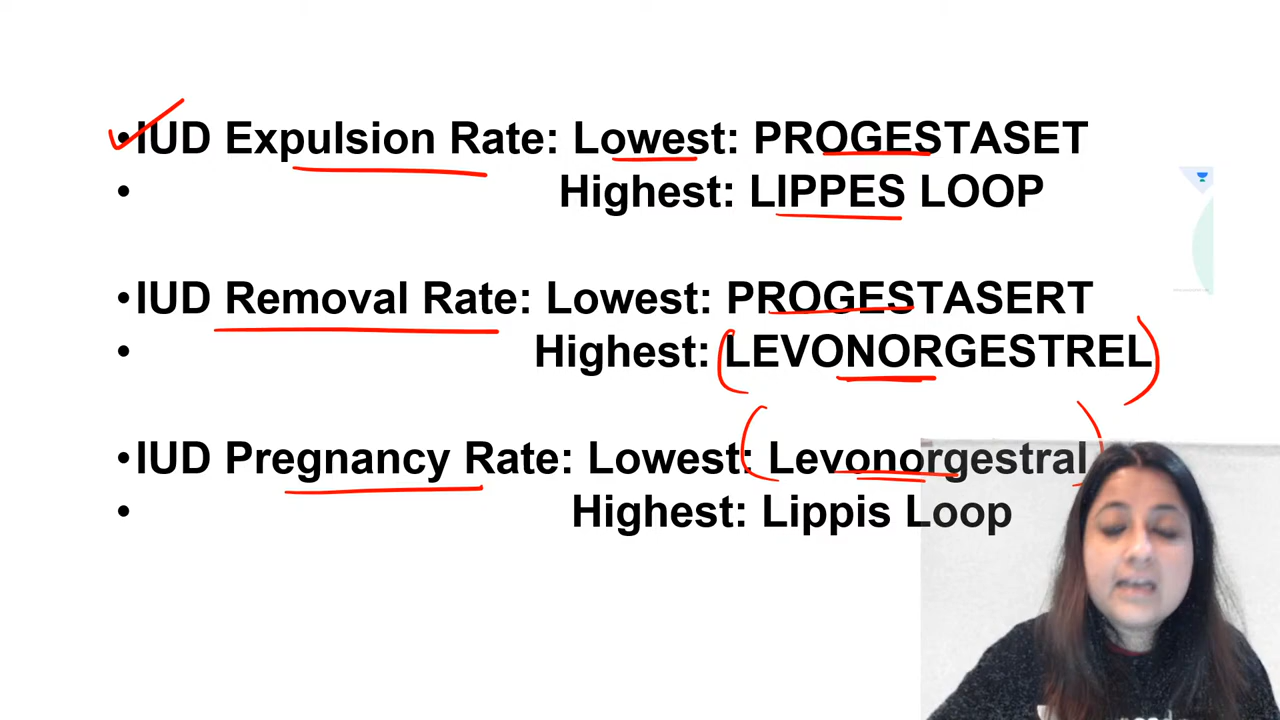 •IUD Expulsion Rate: Lowest: PROGESTASET
• Highest: LIPPES LOOP
•IUD Removal Rate: Lowest: PROGESTASERT
• Highest: LEVONORGESTREL
•IUD Pregnancy Rate: Lowest: Levonorgestral
• Highest: Lippis Loop